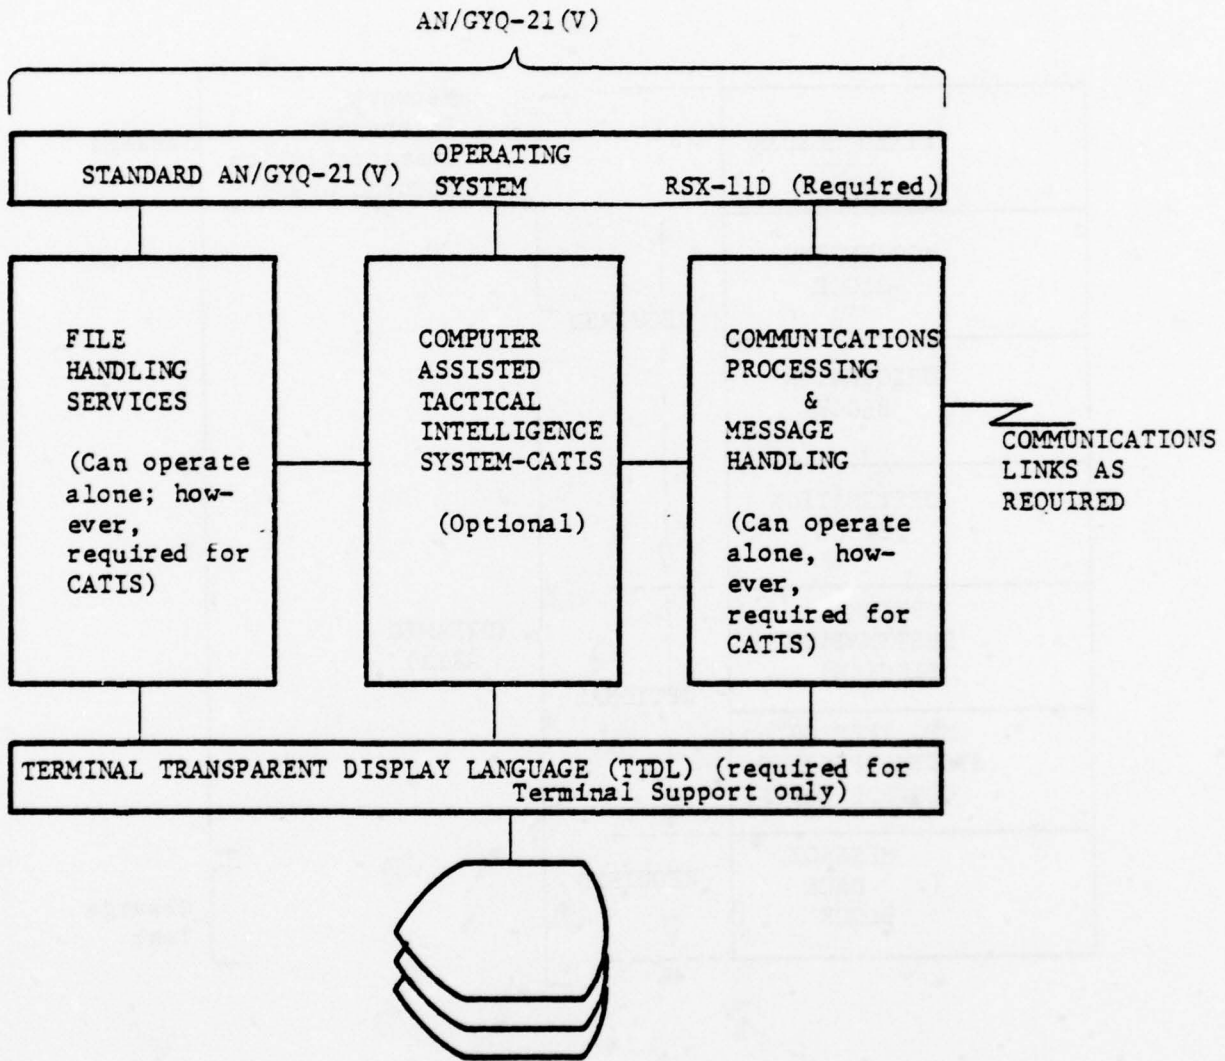 AN/GYQ-21(V)
STANDARD AN/GYQ-21(V) OPERATING SYSTEM RSX-11D (Required)
FILE
HANDLING
SERVICES
(Can operate
alone; how-
ever,
required for
CATIS)
COMPUTER
ASSISTED
TACTICAL
INTELLIGENCE
SYSTEM-CATIS
(Optional)
COMMUNICATIONS
PROCESSING
&
MESSAGE
HANDLING
(Can operate
alone, how-
ever,
required for
CATIS)
COMMUNICATIONS
LINKS AS
REQUIRED
TERMINAL TRANSPARENT DISPLAY LANGUAGE (TTDL) (required for
Terminal Support only)